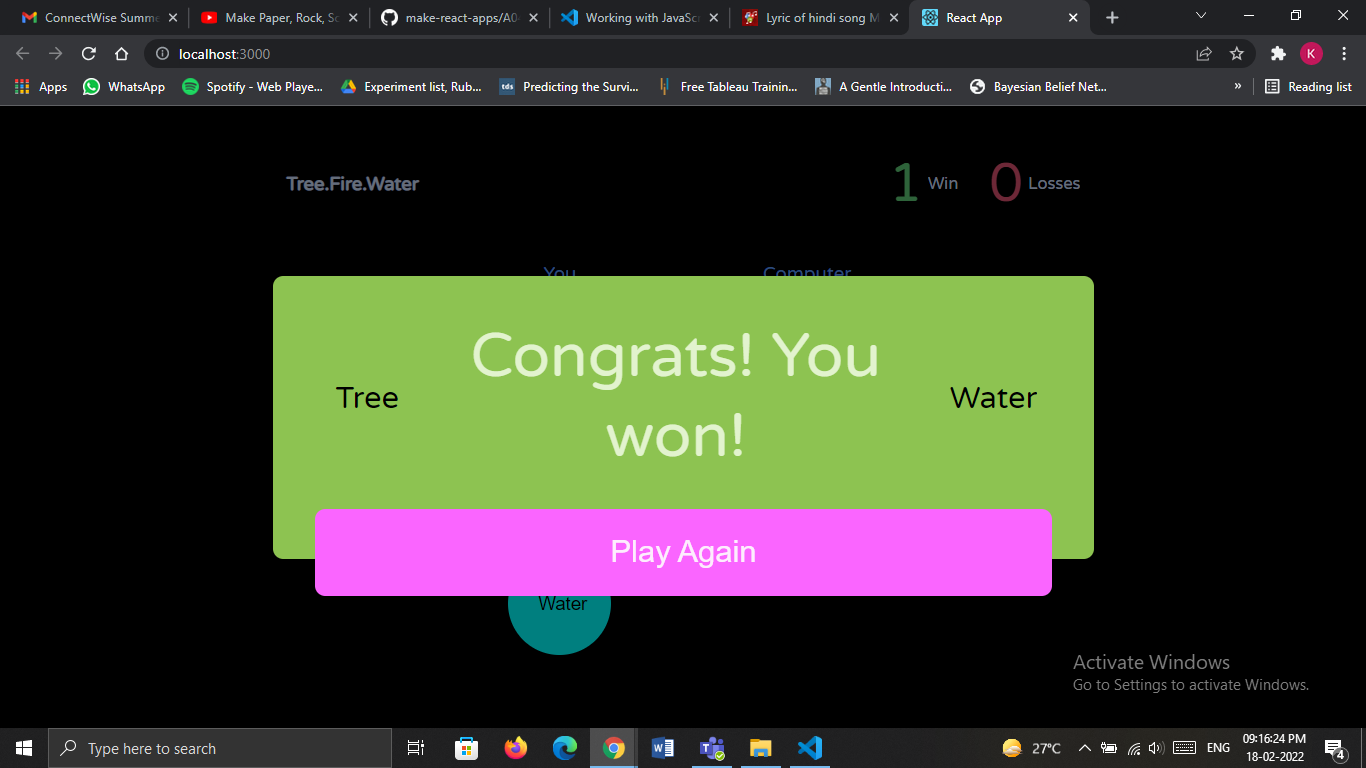 ConnectWise Summe
Make Paper, Rock, Sc
make-react-apps/A04
Working with JavaScri
Lyric of hindi song M
React App
localhost:3000
K
Apps
WhatsApp
Spotify - Web Playe...
Experiment list, Rub...
tds
Predicting the Survi...
Free Tableau Trainin...
A Gentle Introducti...
Bayesian Belief Net...
»
Reading list
Tree.Fire.Water
1 Win
0 Losses
You
Computer
Congrats! You
won!
Tree
Water
Play Again
Water
Activate Windows
Go to Settings to activate Windows.
Type here to search
27°C
ENG
09:16:24 PM
18-02-2022
4